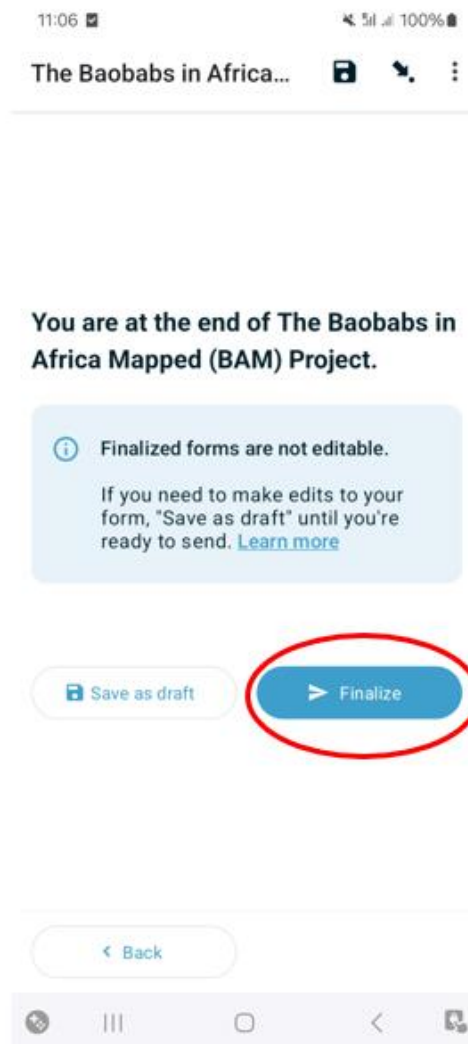 11:06 100%
The Baobabs in Africa...
You are at the end of The Baobabs in
Africa Mapped (BAM) Project.
Finalized forms are not editable.
If you need to make edits to your
form, "Save as draft" until you're
ready to send. Learn more
Save as draft Finalize
Back